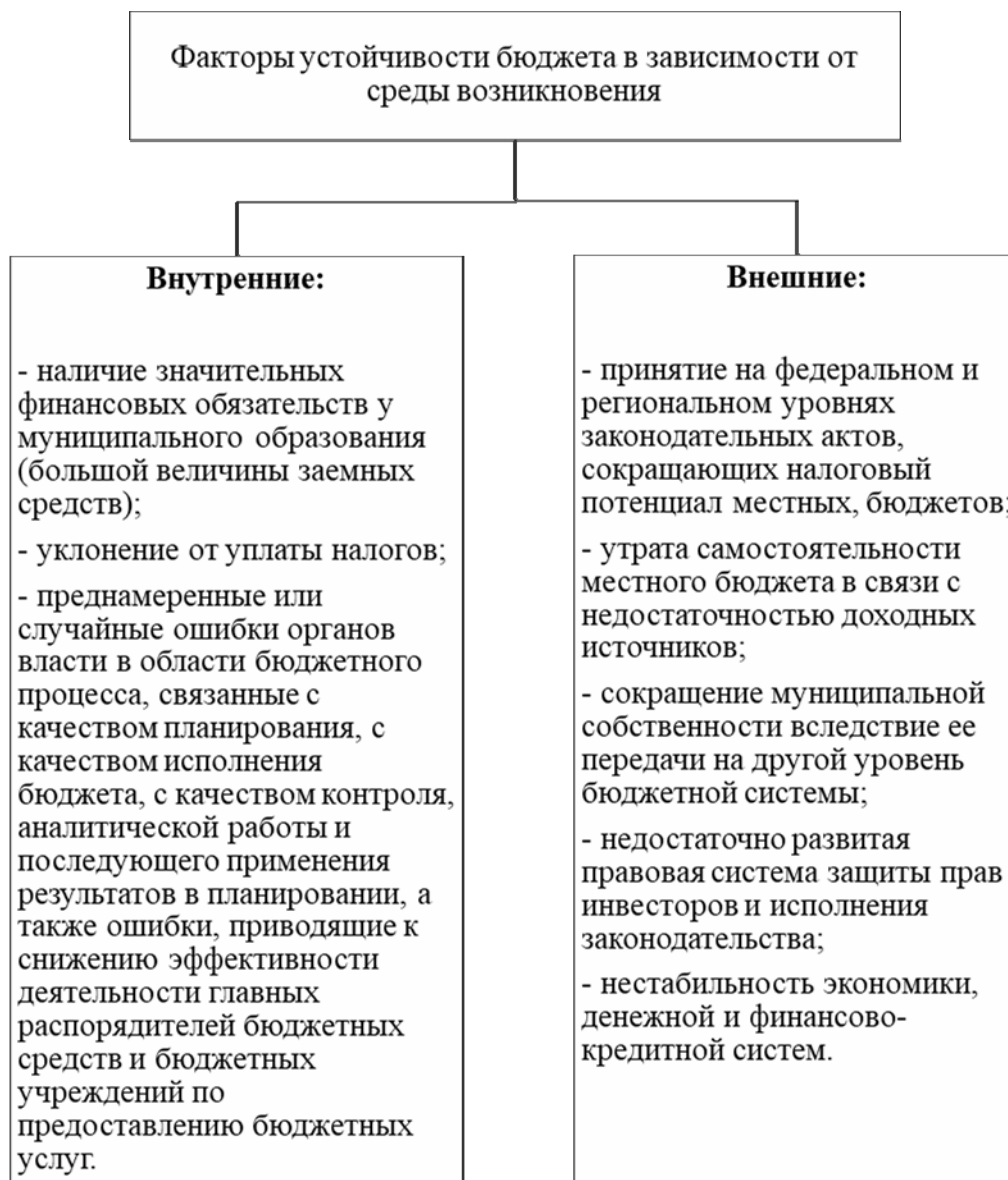 Факторы устойчивости бюджета в зависимости от
среды возникновения
Внутренние:
- наличие значительных
финансовых обязательств у
муниципального образования
(большой величины заемных
средств);
- уклонение от уплаты налогов;
- преднамеренные или
случайные ошибки органов
власти в области бюджетного
процесса, связанные с
качеством планирования, с
качеством исполнения
бюджета, с качеством контроля,
аналитической работы и
последующего применения
результатов в планировании, а
также ошибки, приводящие к
снижению эффективности
деятельности главных
распорядителей бюджетных
средств и бюджетных
учреждений по
предоставлению бюджетных
услуг.
Внешние:
- принятие на федеральном и
региональном уровнях
законодательных актов,
сокращающих налоговый
потенциал местных, бюджетов;
- утрата самостоятельности
местного бюджета в связи с
недостаточностью доходных
источников;
- сокращение муниципальной
собственности вследствие ее
передачи на другой уровень
бюджетной системы;
- недостаточно развитая
правовая система защиты прав
инвесторов и исполнения
законодательства;
- нестабильность экономики,
денежной и финансово-
кредитной систем.